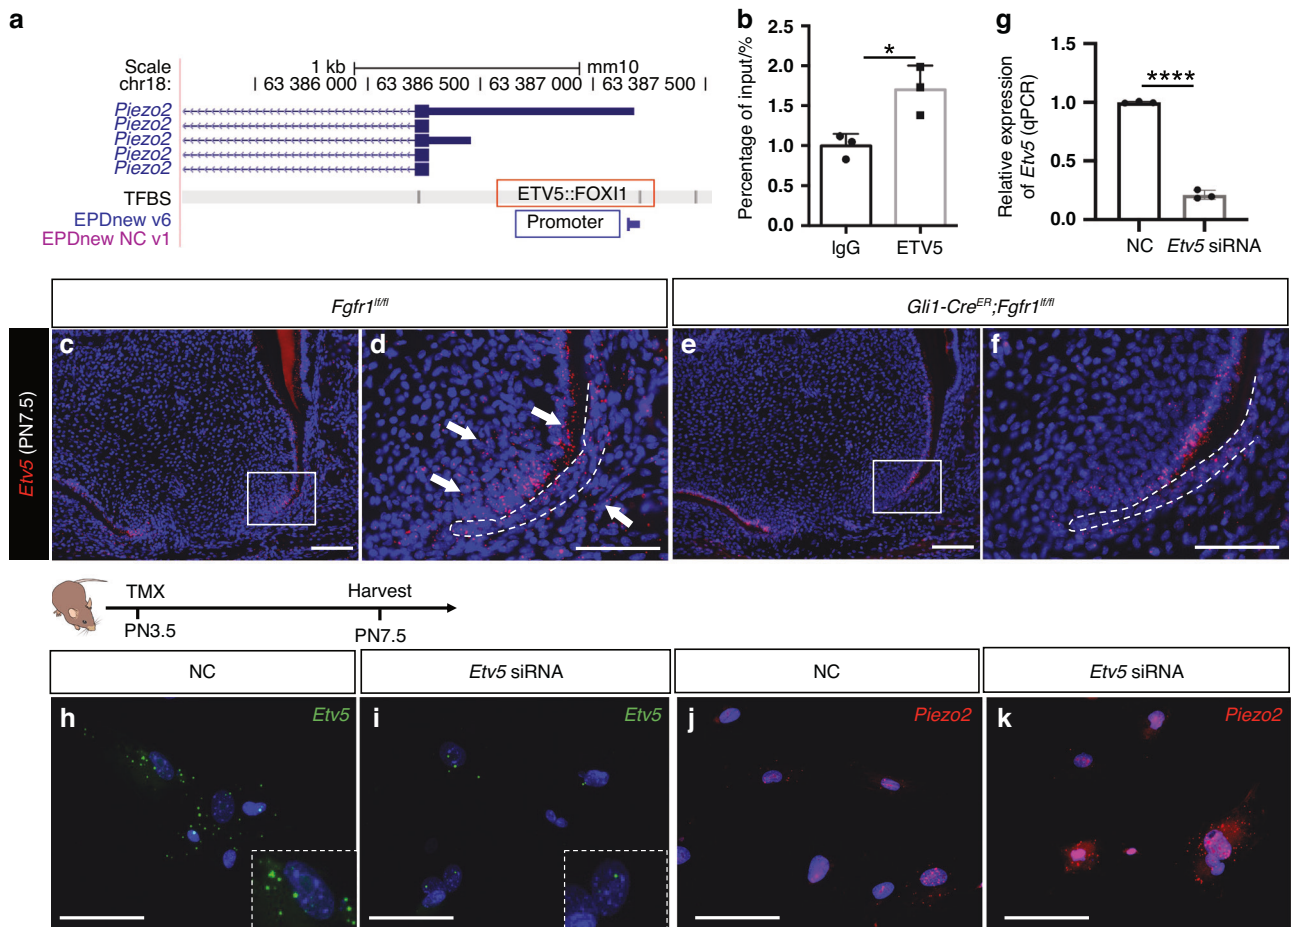 a
Scale
1 kb
mm10
chr18:
63 386 000
63 386 500
63 387 000
63 387 500
Piezo2
Piezo2
Piezo2
Piezo2
Piezo2
TFBS
ETV5::FOXI1
EPDnew v6
Promoter
EPDnew NC v1
b
Percentage of input/%
2.5
2.0
1.5
1.0
0.5
0.0
*
IgG
ETV5
g
Relative expression
of Etv5 (qPCR)
1.5
1.0
0.5
0.0
****
NC
Etv5 siRNA
Fgfr1lf/fl
Gli1-CreER;Fgfr1lf/fl
Etv5 (PN7.5)
c
d
e
f
TMX
Harvest
PN3.5
PN7.5
NC
Etv5 siRNA
NC
Etv5 siRNA
h
Etv5
i
Etv5
j
Piezo2
k
Piezo2